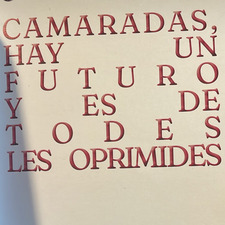 CAMARADAS,
HAY UN
FUTURO
Y ES DE
TODES
LES OPRIMIDES